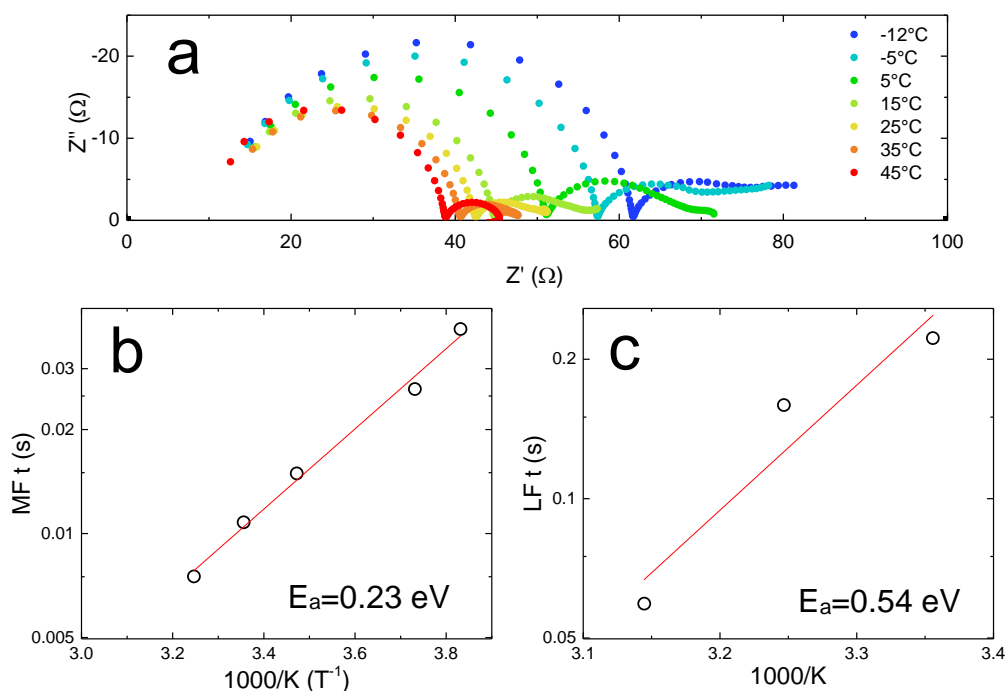 a
-12°C
-5°C
5°C
15°C
25°C
35°C
45°C
Z'' (Ω)
-20
-10
0
0
20
40
60
80
100
Z' (Ω)
b
MF t (s)
0.03
0.02
0.01
0.005
3.0
3.2
3.4
3.6
3.8
1000/K (T⁻¹)
Eₐ=0.23 eV
c
LF t (s)
0.2
0.1
0.05
3.1
3.2
3.3
3.4
1000/K
Eₐ=0.54 eV